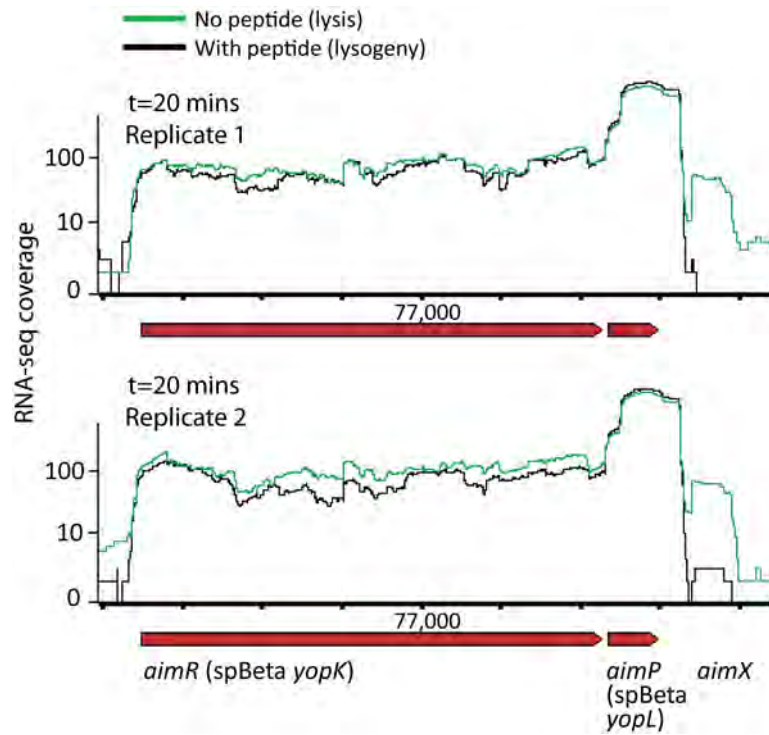 No peptide (lysis)
With peptide (lysogeny)
t=20 mins
Replicate 1
100
10
0
77,000
RNA-seq coverage
t=20 mins
Replicate 2
100
10
0
77,000
aimR (spBeta yopK)
aimP
(spBeta
yopL)
aimX